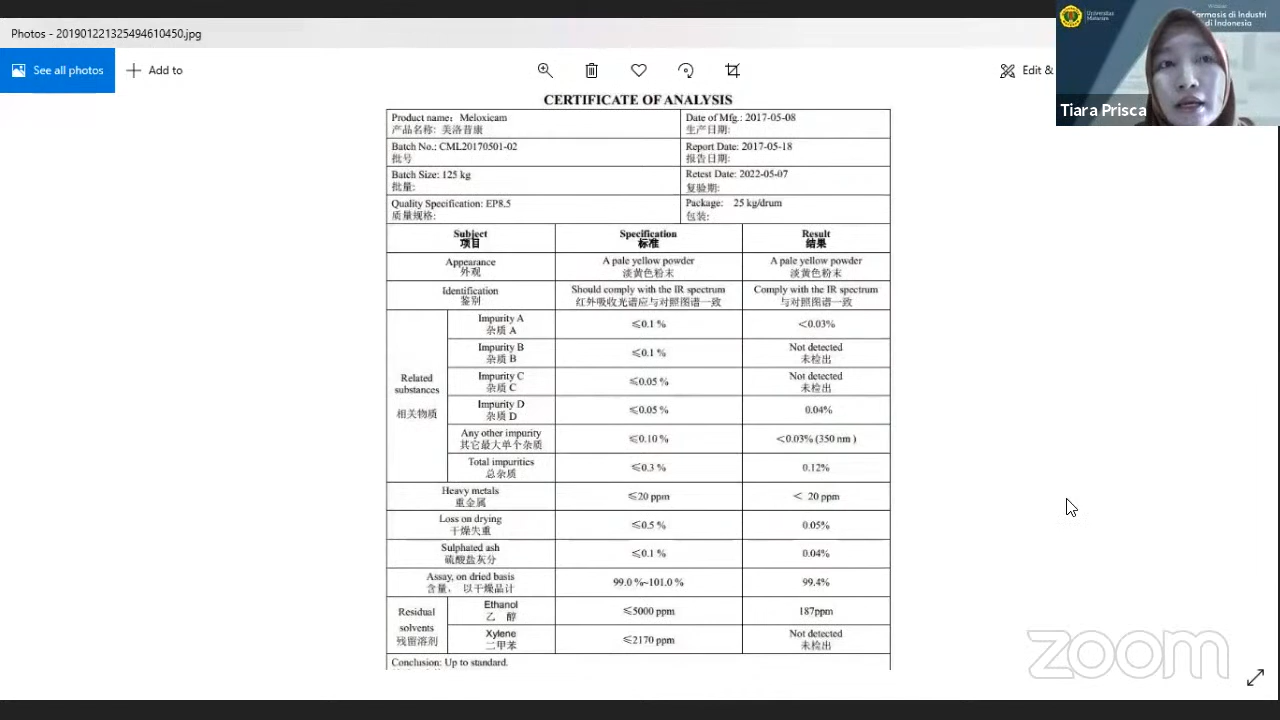 Photos - 201901221325494610450.jpg
See all photos
Add to
Edit &
Universitas
Mataram
Webinar
Farmasis di Industri
di Indonesia
Tiara Prisca
CERTIFICATE OF ANALYSIS
Product name: Meloxicam
产品名称: 美洛昔康
Date of Mfg.: 2017-05-08
生产日期:
Batch No.: CML20170501-02
批号
Report Date: 2017-05-18
报告日期:
Batch Size: 125 kg
批量:
Retest Date: 2022-05-07
复验期:
Quality Specification: EP8.5
质量规格:
Package: 25 kg/drum
包装:
Subject
项目
Specification
标准
Result
结果
Appearance
外观
A pale yellow powder
淡黄色粉末
A pale yellow powder
淡黄色粉末
Identification
鉴别
Should comply with the IR spectrum
红外吸收光谱应与对照图谱一致
Comply with the IR spectrum
与对照图谱一致
Related
substances
相关物质
Impurity A
杂质 A
≤0.1 %
<0.03%
Impurity B
杂质 B
≤0.1 %
Not detected
未检出
Impurity C
杂质 C
≤0.05 %
Not detected
未检出
Impurity D
杂质 D
≤0.05 %
0.04%
Any other impurity
其它最大单个杂质
≤0.10 %
<0.03% (350 nm )
Total impurities
总杂质
≤0.3 %
0.12%
Heavy metals
重金属
≤20 ppm
< 20 ppm
Loss on drying
干燥失重
≤0.5 %
0.05%
Sulphated ash
硫酸盐灰分
≤0.1 %
0.04%
Assay, on dried basis
含量, 以干燥品计
99.0 %~101.0 %
99.4%
Residual
solvents
残留溶剂
Ethanol
乙 醇
≤5000 ppm
187ppm
Xylene
二甲苯
≤2170 ppm
Not detected
未检出
Conclusion: Up to standard.
zoom